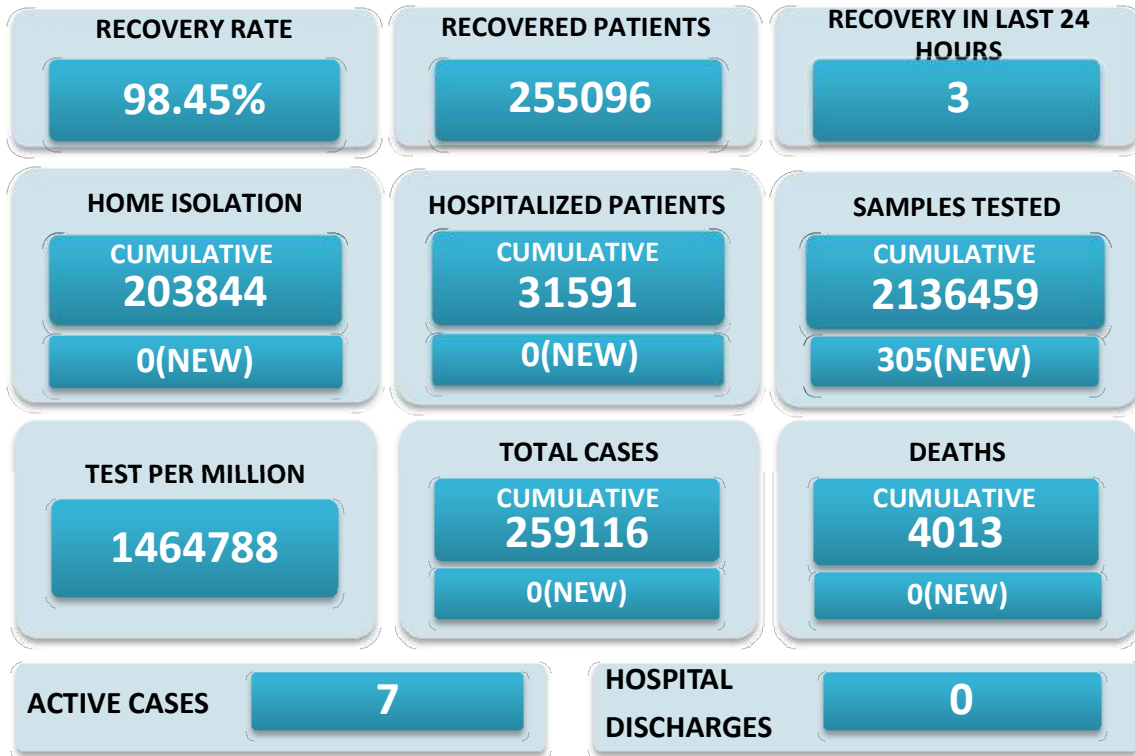 RECOVERY RATE
98.45%
RECOVERED PATIENTS
255096
RECOVERY IN LAST 24
HOURS
3
HOME ISOLATION
CUMULATIVE
203844
0(NEW)
HOSPITALIZED PATIENTS
CUMULATIVE
31591
0(NEW)
SAMPLES TESTED
CUMULATIVE
2136459
305(NEW)
TEST PER MILLION
1464788
TOTAL CASES
CUMULATIVE
259116
0(NEW)
DEATHS
CUMULATIVE
4013
0(NEW)
ACTIVE CASES
7
HOSPITAL
DISCHARGES
0